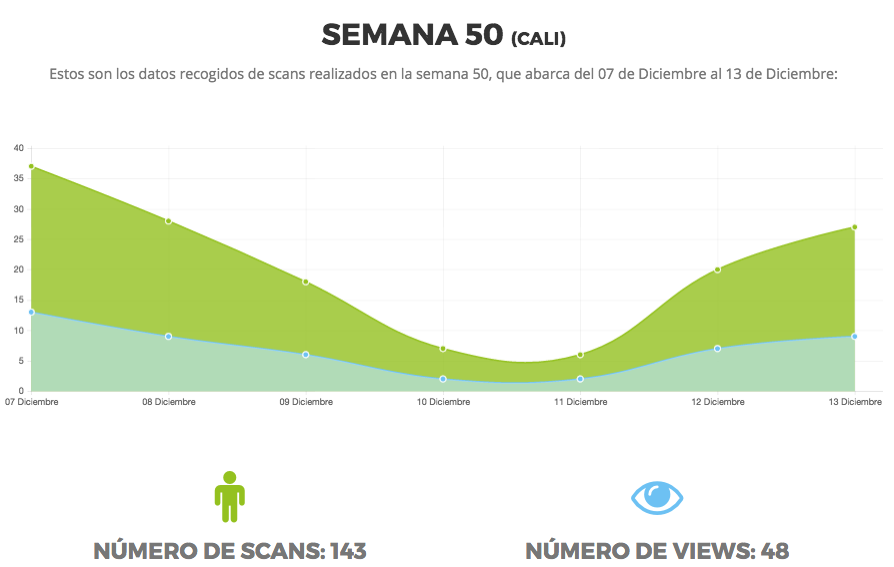 SEMANA 50 (CALI)
Estos son los datos recogidos de scans realizados en la semana 50, que abarca del 07 de Diciembre al 13 de Diciembre:
40
35
30
25
20
15
10
5
0
07 Diciembre 08 Diciembre 09 Diciembre 10 Diciembre 11 Diciembre 12 Diciembre 13 Diciembre
NÚMERO DE SCANS: 143 NÚMERO DE VIEWS: 48